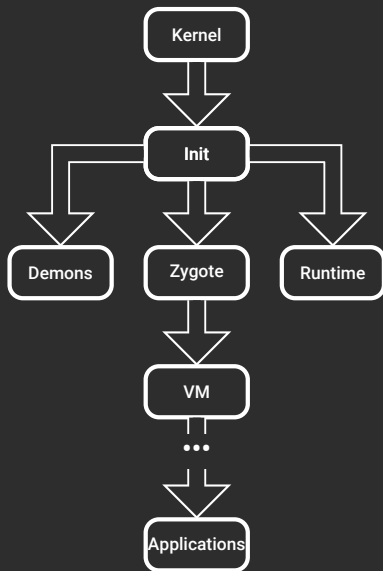 Kernel
Init
Demons
Zygote
Runtime
VM
...
Applications